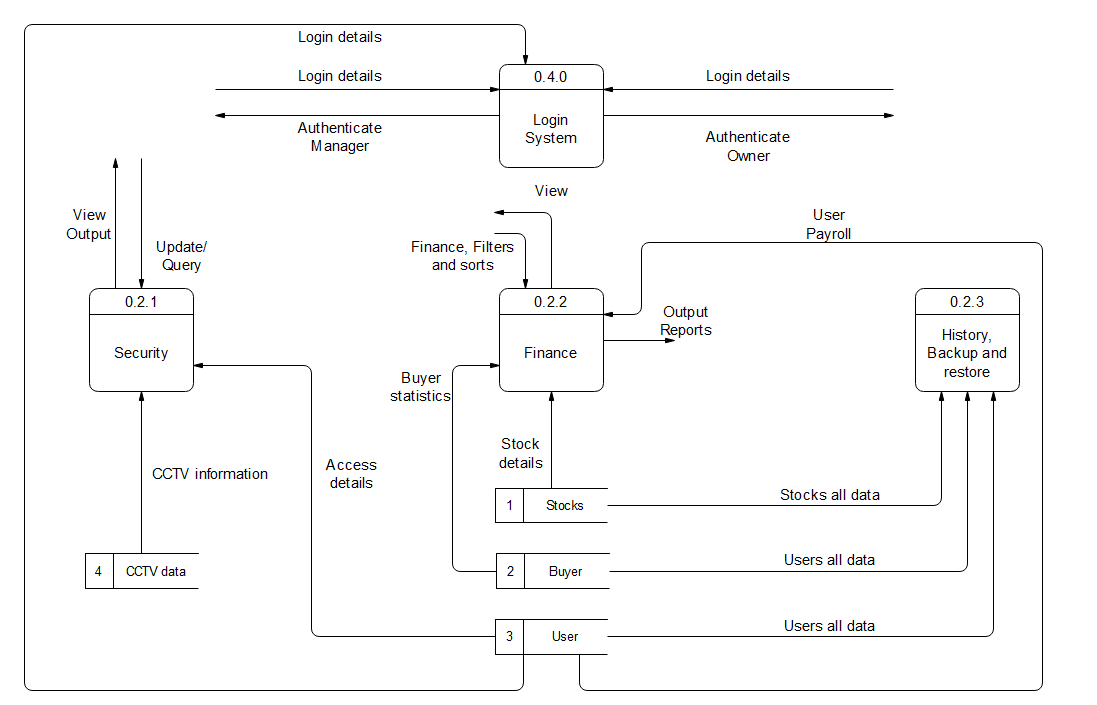 Login details
Login details
0.4.0
Login details
Login
System
Authenticate
Manager
Authenticate
Owner
View
View
Output
Update/
Query
Finance, Filters
and sorts
User
Payroll
0.2.1
Security
0.2.2
Finance
Output
Reports
0.2.3
History,
Backup and
restore
Buyer
statistics
Stock
details
CCTV information
Access
details
1 Stocks
Stocks all data
4 CCTV data
2 Buyer
Users all data
3 User
Users all data